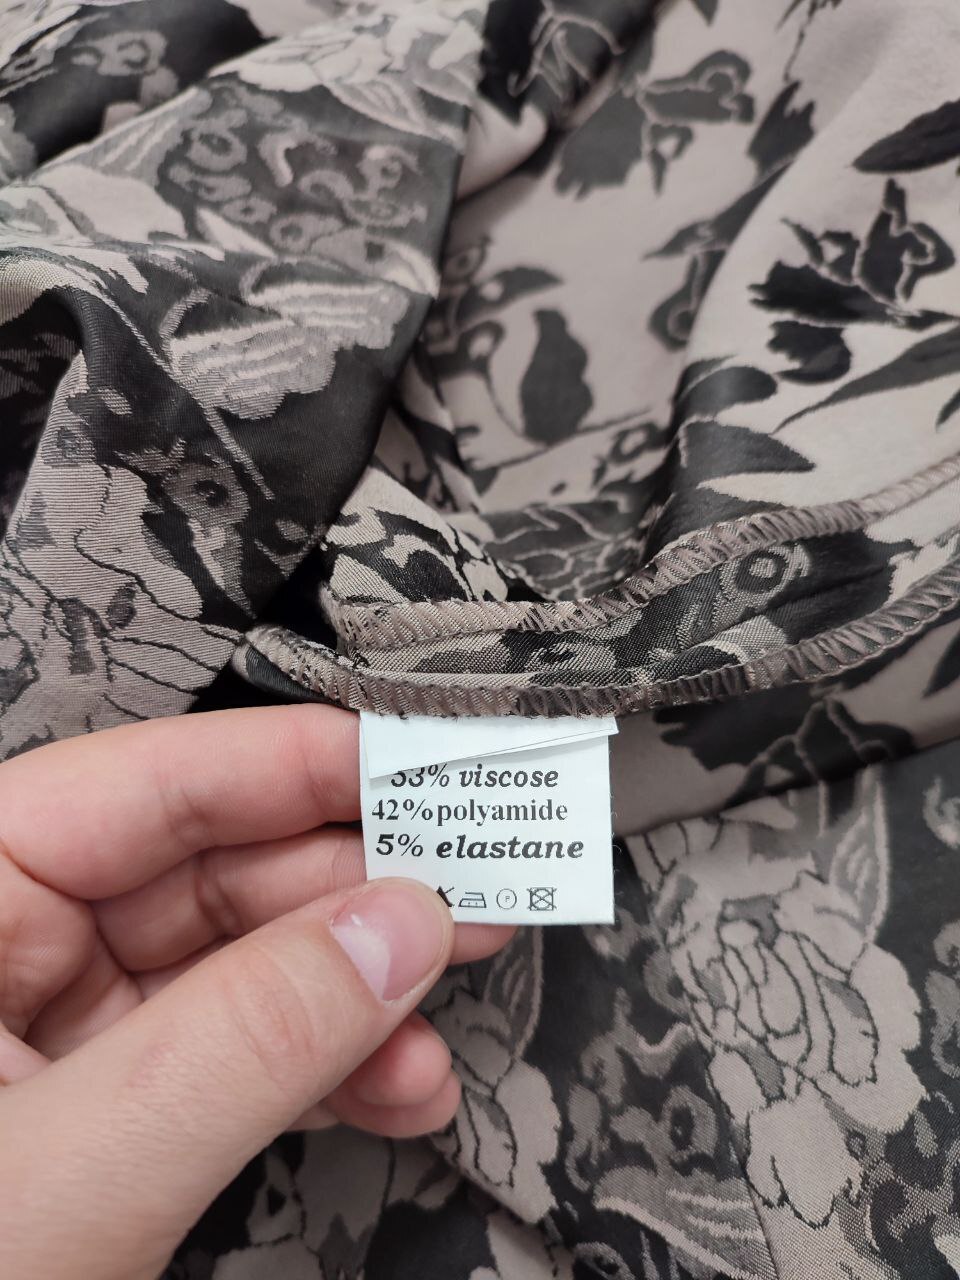 53% viscose
42% polyamide
5% elastane
P